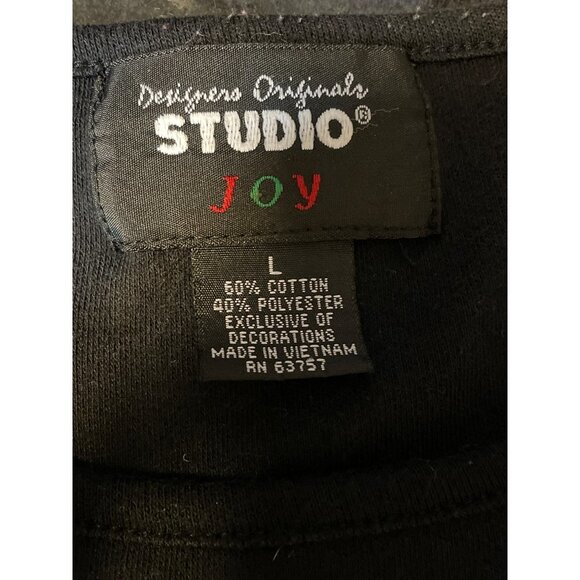 Designers Originals
STUDIO®
JOY
L
60% COTTON
40% POLYESTER
EXCLUSIVE OF
DECORATIONS
MADE IN VIETNAM
RN 63757